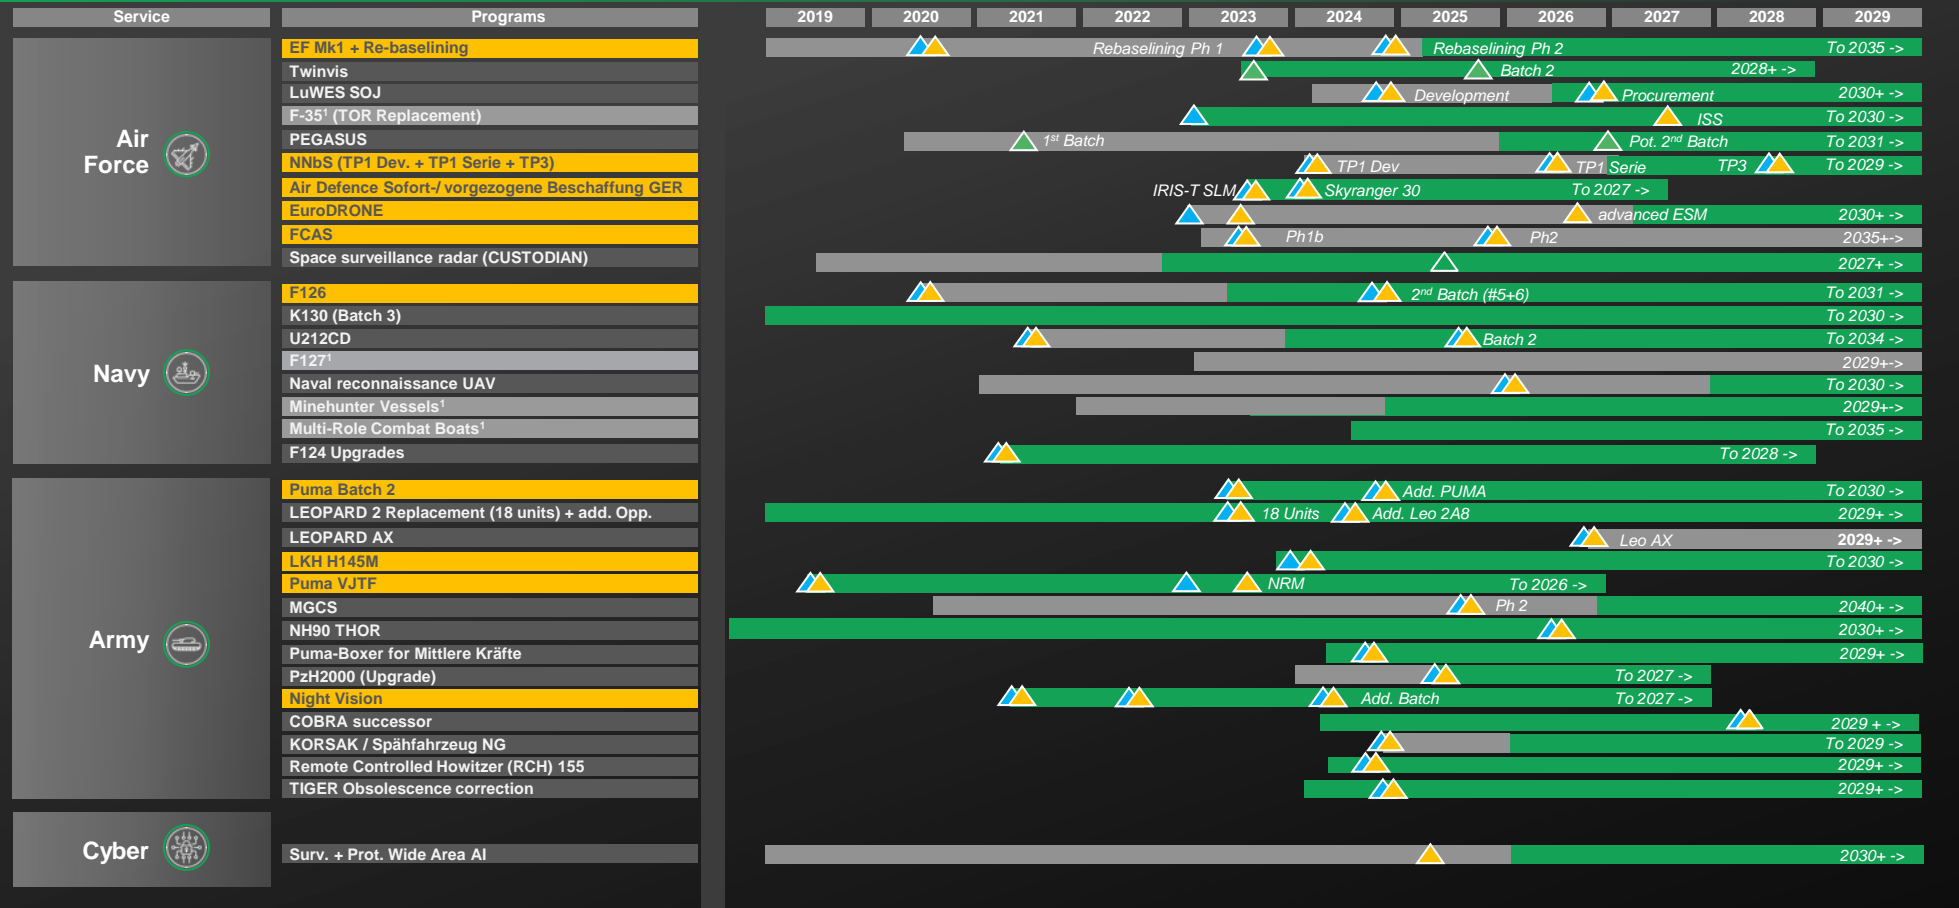 Service Programs 2019 2020 2021 2022 2023 2024 2025 2026 2027 2028 2029
Air
Force
EF Mk1 + Re-baselining Rebaselining Ph 1 Rebaselining Ph 2 To 2035 ->
Twinvis Batch 2 2028+ ->
LuWES SOJ Development Procurement 2030+ ->
F-35¹ (TOR Replacement) ISS To 2030 ->
PEGASUS 1st Batch Pot. 2nd Batch To 2031 ->
NNbS (TP1 Dev. + TP1 Serie + TP3) TP1 Dev TP1 Serie TP3 To 2029 ->
Air Defence Sofort-/ vorgezogene Beschaffung GER IRIS-T SLM Skyranger 30 To 2027 ->
EuroDRONE advanced ESM 2030+ ->
FCAS Ph1b Ph2 2035+->
Space surveillance radar (CUSTODIAN) 2027+ ->
Navy
F126 2nd Batch (#5+6) To 2031 ->
K130 (Batch 3) To 2030 ->
U212CD Batch 2 To 2034 ->
F127¹ 2029+->
Naval reconnaissance UAV To 2030 ->
Minehunter Vessels¹ 2029+->
Multi-Role Combat Boats¹ To 2035 ->
F124 Upgrades To 2028 ->
Army
Puma Batch 2 Add. PUMA To 2030 ->
LEOPARD 2 Replacement (18 units) + add. Opp. 18 Units Add. Leo 2A8 2029+ ->
LEOPARD AX Leo AX 2029+ ->
LKH H145M To 2030 ->
Puma VJTF NRM To 2026 ->
MGCS Ph 2 2040+ ->
NH90 THOR 2030+ ->
Puma-Boxer for Mittlere Kräfte 2029+ ->
PzH2000 (Upgrade) To 2027 ->
Night Vision Add. Batch To 2027 ->
COBRA successor 2029 + ->
KORSAK / Spähfahrzeug NG To 2029 ->
Remote Controlled Howitzer (RCH) 155 2029+ ->
TIGER Obsolescence correction 2029+ ->
Cyber
Surv. + Prot. Wide Area AI 2030+ ->